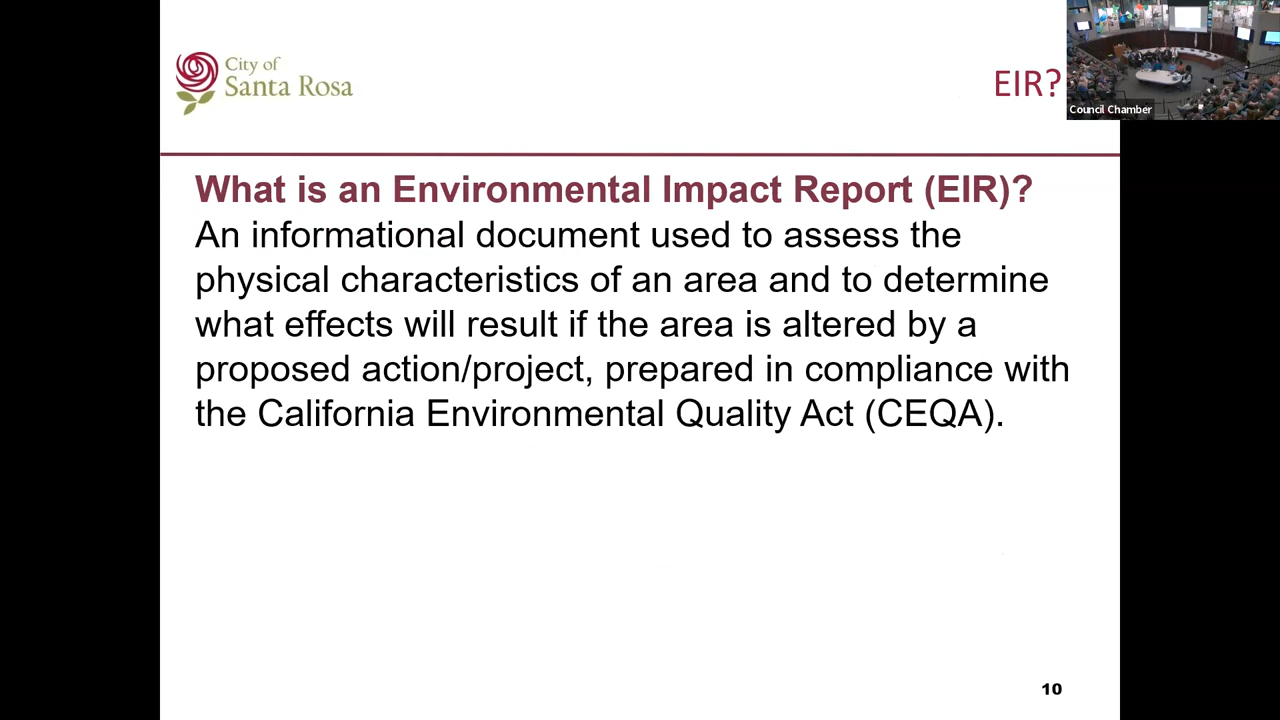 City of
Santa Rosa
EIR?
Council Chamber
What is an Environmental Impact Report (EIR)?
An informational document used to assess the
physical characteristics of an area and to determine
what effects will result if the area is altered by a
proposed action/project, prepared in compliance with
the California Environmental Quality Act (CEQA).
10